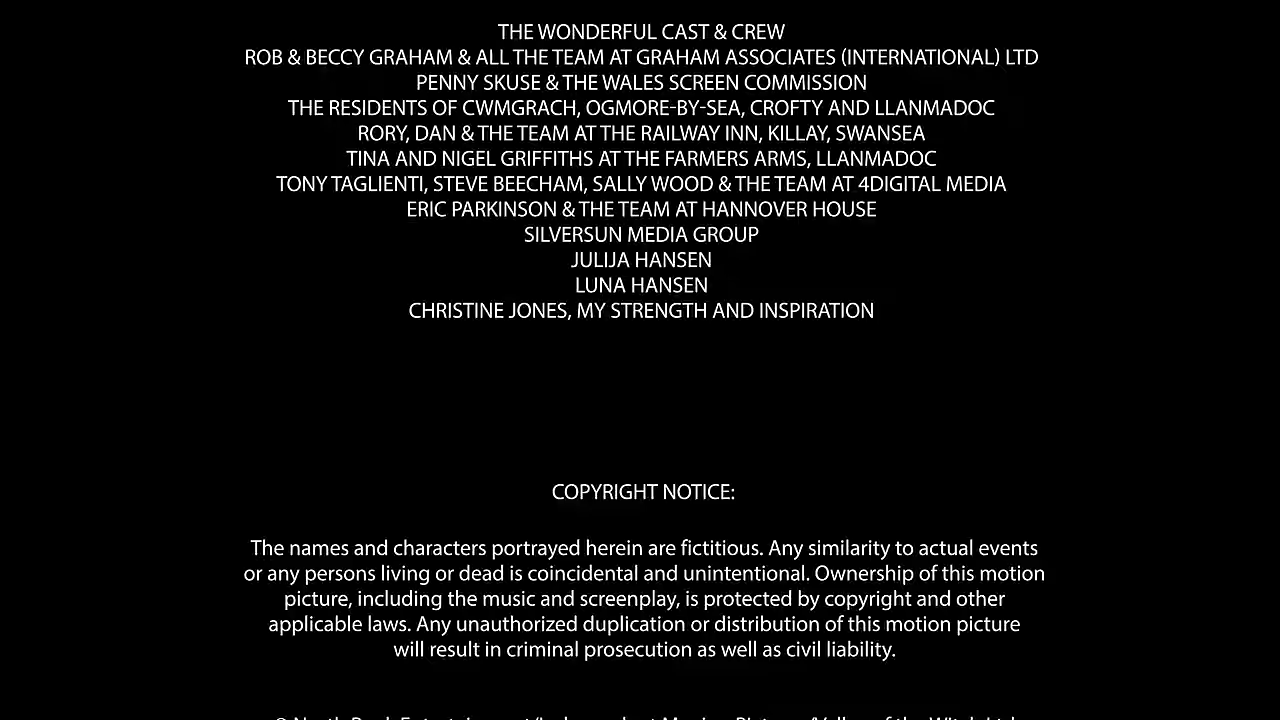 THE WONDERFUL CAST & CREW
ROB & BECCY GRAHAM & ALL THE TEAM AT GRAHAM ASSOCIATES (INTERNATIONAL) LTD
PENNY SKUSE & THE WALES SCREEN COMMISSION
THE RESIDENTS OF CWMGRACH, OGMORE-BY-SEA, CROFTY AND LLANMADOC
RORY, DAN & THE TEAM AT THE RAILWAY INN, KILLAY, SWANSEA
TINA AND NIGEL GRIFFITHS AT THE FARMERS ARMS, LLANMADOC
TONY TAGLIENTI, STEVE BEECHAM, SALLY WOOD & THE TEAM AT 4DIGITAL MEDIA
ERIC PARKINSON & THE TEAM AT HANNOVER HOUSE
SILVERSUN MEDIA GROUP
JULIJA HANSEN
LUNA HANSEN
CHRISTINE JONES, MY STRENGTH AND INSPIRATION
COPYRIGHT NOTICE:
The names and characters portrayed herein are fictitious. Any similarity to actual events
or any persons living or dead is coincidental and unintentional. Ownership of this motion
picture, including the music and screenplay, is protected by copyright and other
applicable laws. Any unauthorized duplication or distribution of this motion picture
will result in criminal prosecution as well as civil liability.